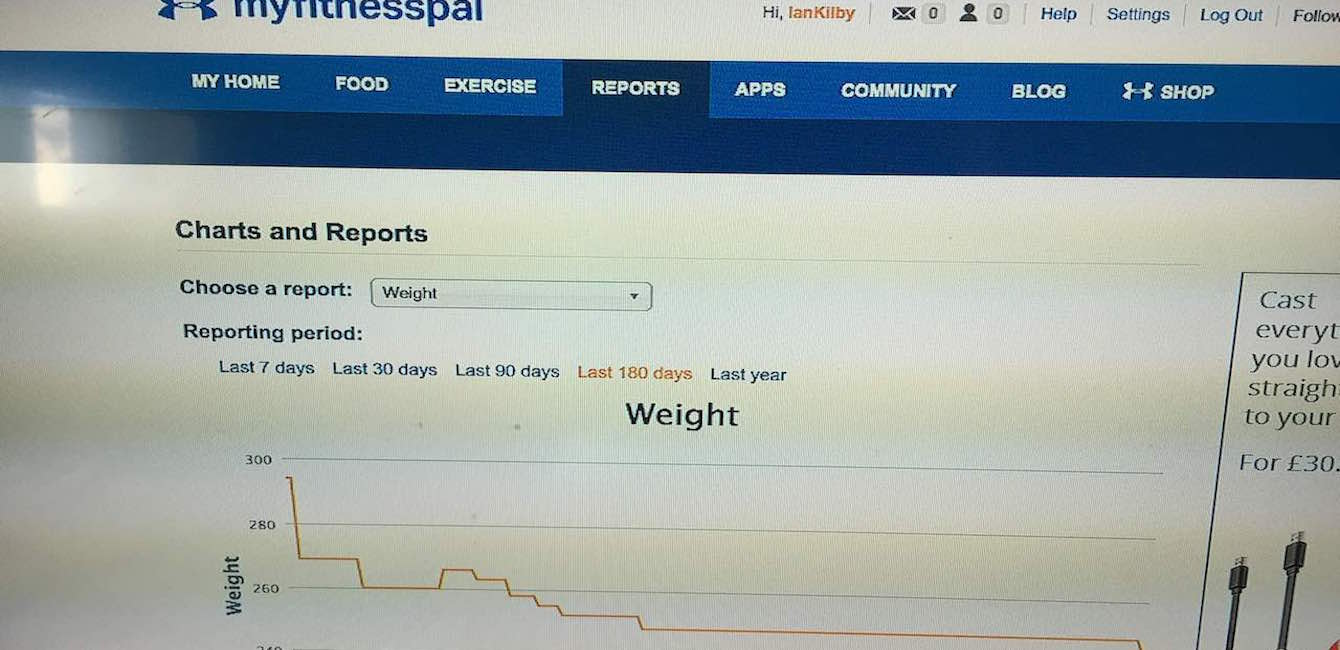 myfitnesspal
Hi, IanKilby 0 0 Help Settings Log Out Follow
MY HOME FOOD EXERCISE REPORTS APPS COMMUNITY BLOG SHOP
Charts and Reports
Choose a report: Weight
Reporting period:
Last 7 days Last 30 days Last 90 days Last 180 days Last year
Weight
300
280
260
Weight
Cast
everyt
you lov
straigh
to your
For £30.